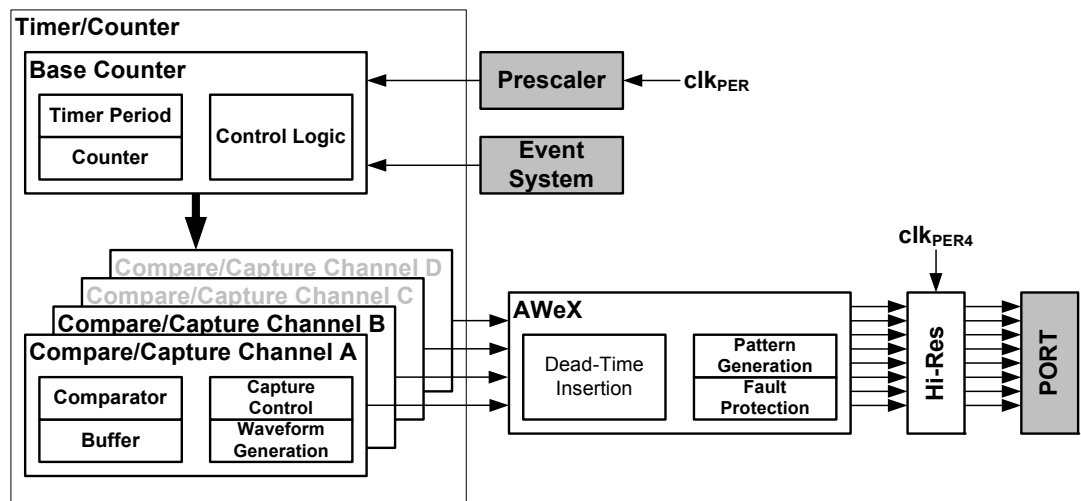 Timer/Counter
Base Counter
Timer Period
Counter
Control Logic
Prescaler
clkPER
Event
System
Compare/Capture Channel D
Compare/Capture Channel C
Compare/Capture Channel B
Compare/Capture Channel A
Comparator
Buffer
Capture
Control
Waveform
Generation
AWeX
Dead-Time
Insertion
Pattern
Generation
Fault
Protection
clkPER4
Hi-Res
PORT